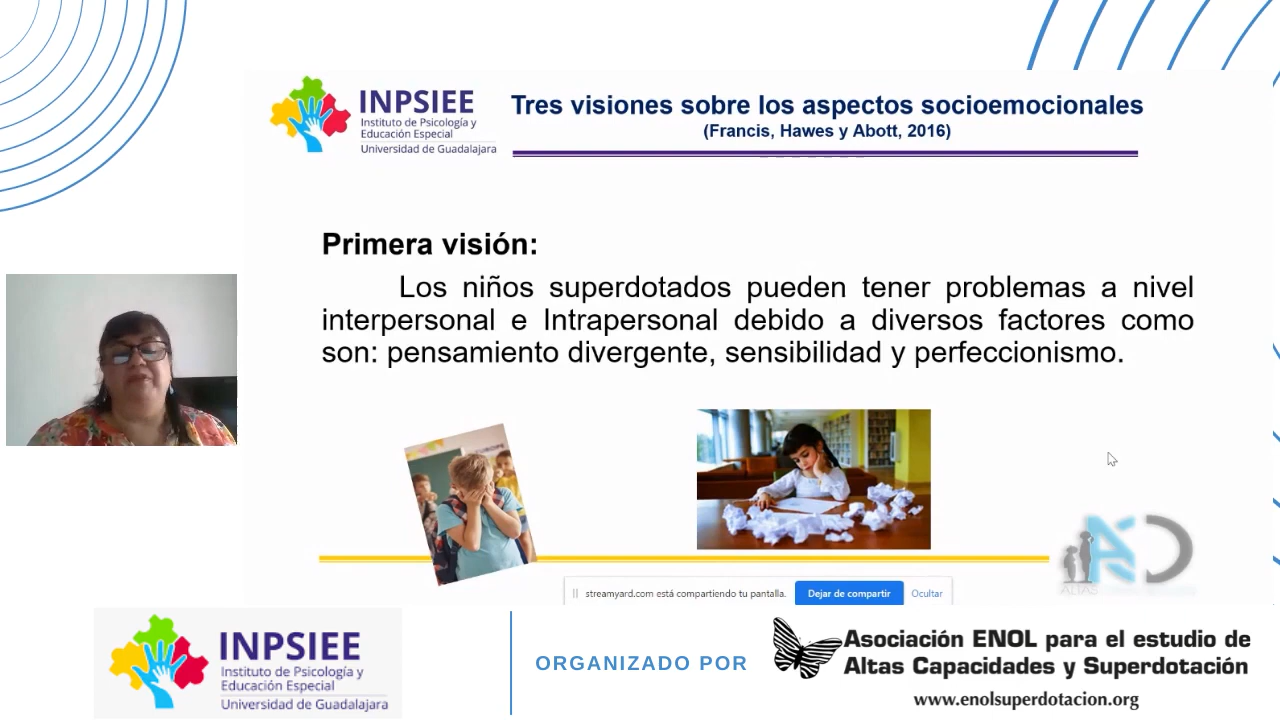 INPSIEE
Instituto de Psicología y
Educación Especial
Universidad de Guadalajara
Tres visiones sobre los aspectos socioemocionales
(Francis, Hawes y Abott, 2016)
Primera visión:
Los niños superdotados pueden tener problemas a nivel
interpersonal e Intrapersonal debido a diversos factores como
son: pensamiento divergente, sensibilidad y perfeccionismo.
ALTAS
streamyard.com está compartiendo tu pantalla.
Dejar de compartir
Ocultar
INPSIEE
Instituto de Psicología y
Educación Especial
Universidad de Guadalajara
ORGANIZADO POR
Asociación ENOL para el estudio de
Altas Capacidades y Superdotación
www.enolsuperdotacion.org